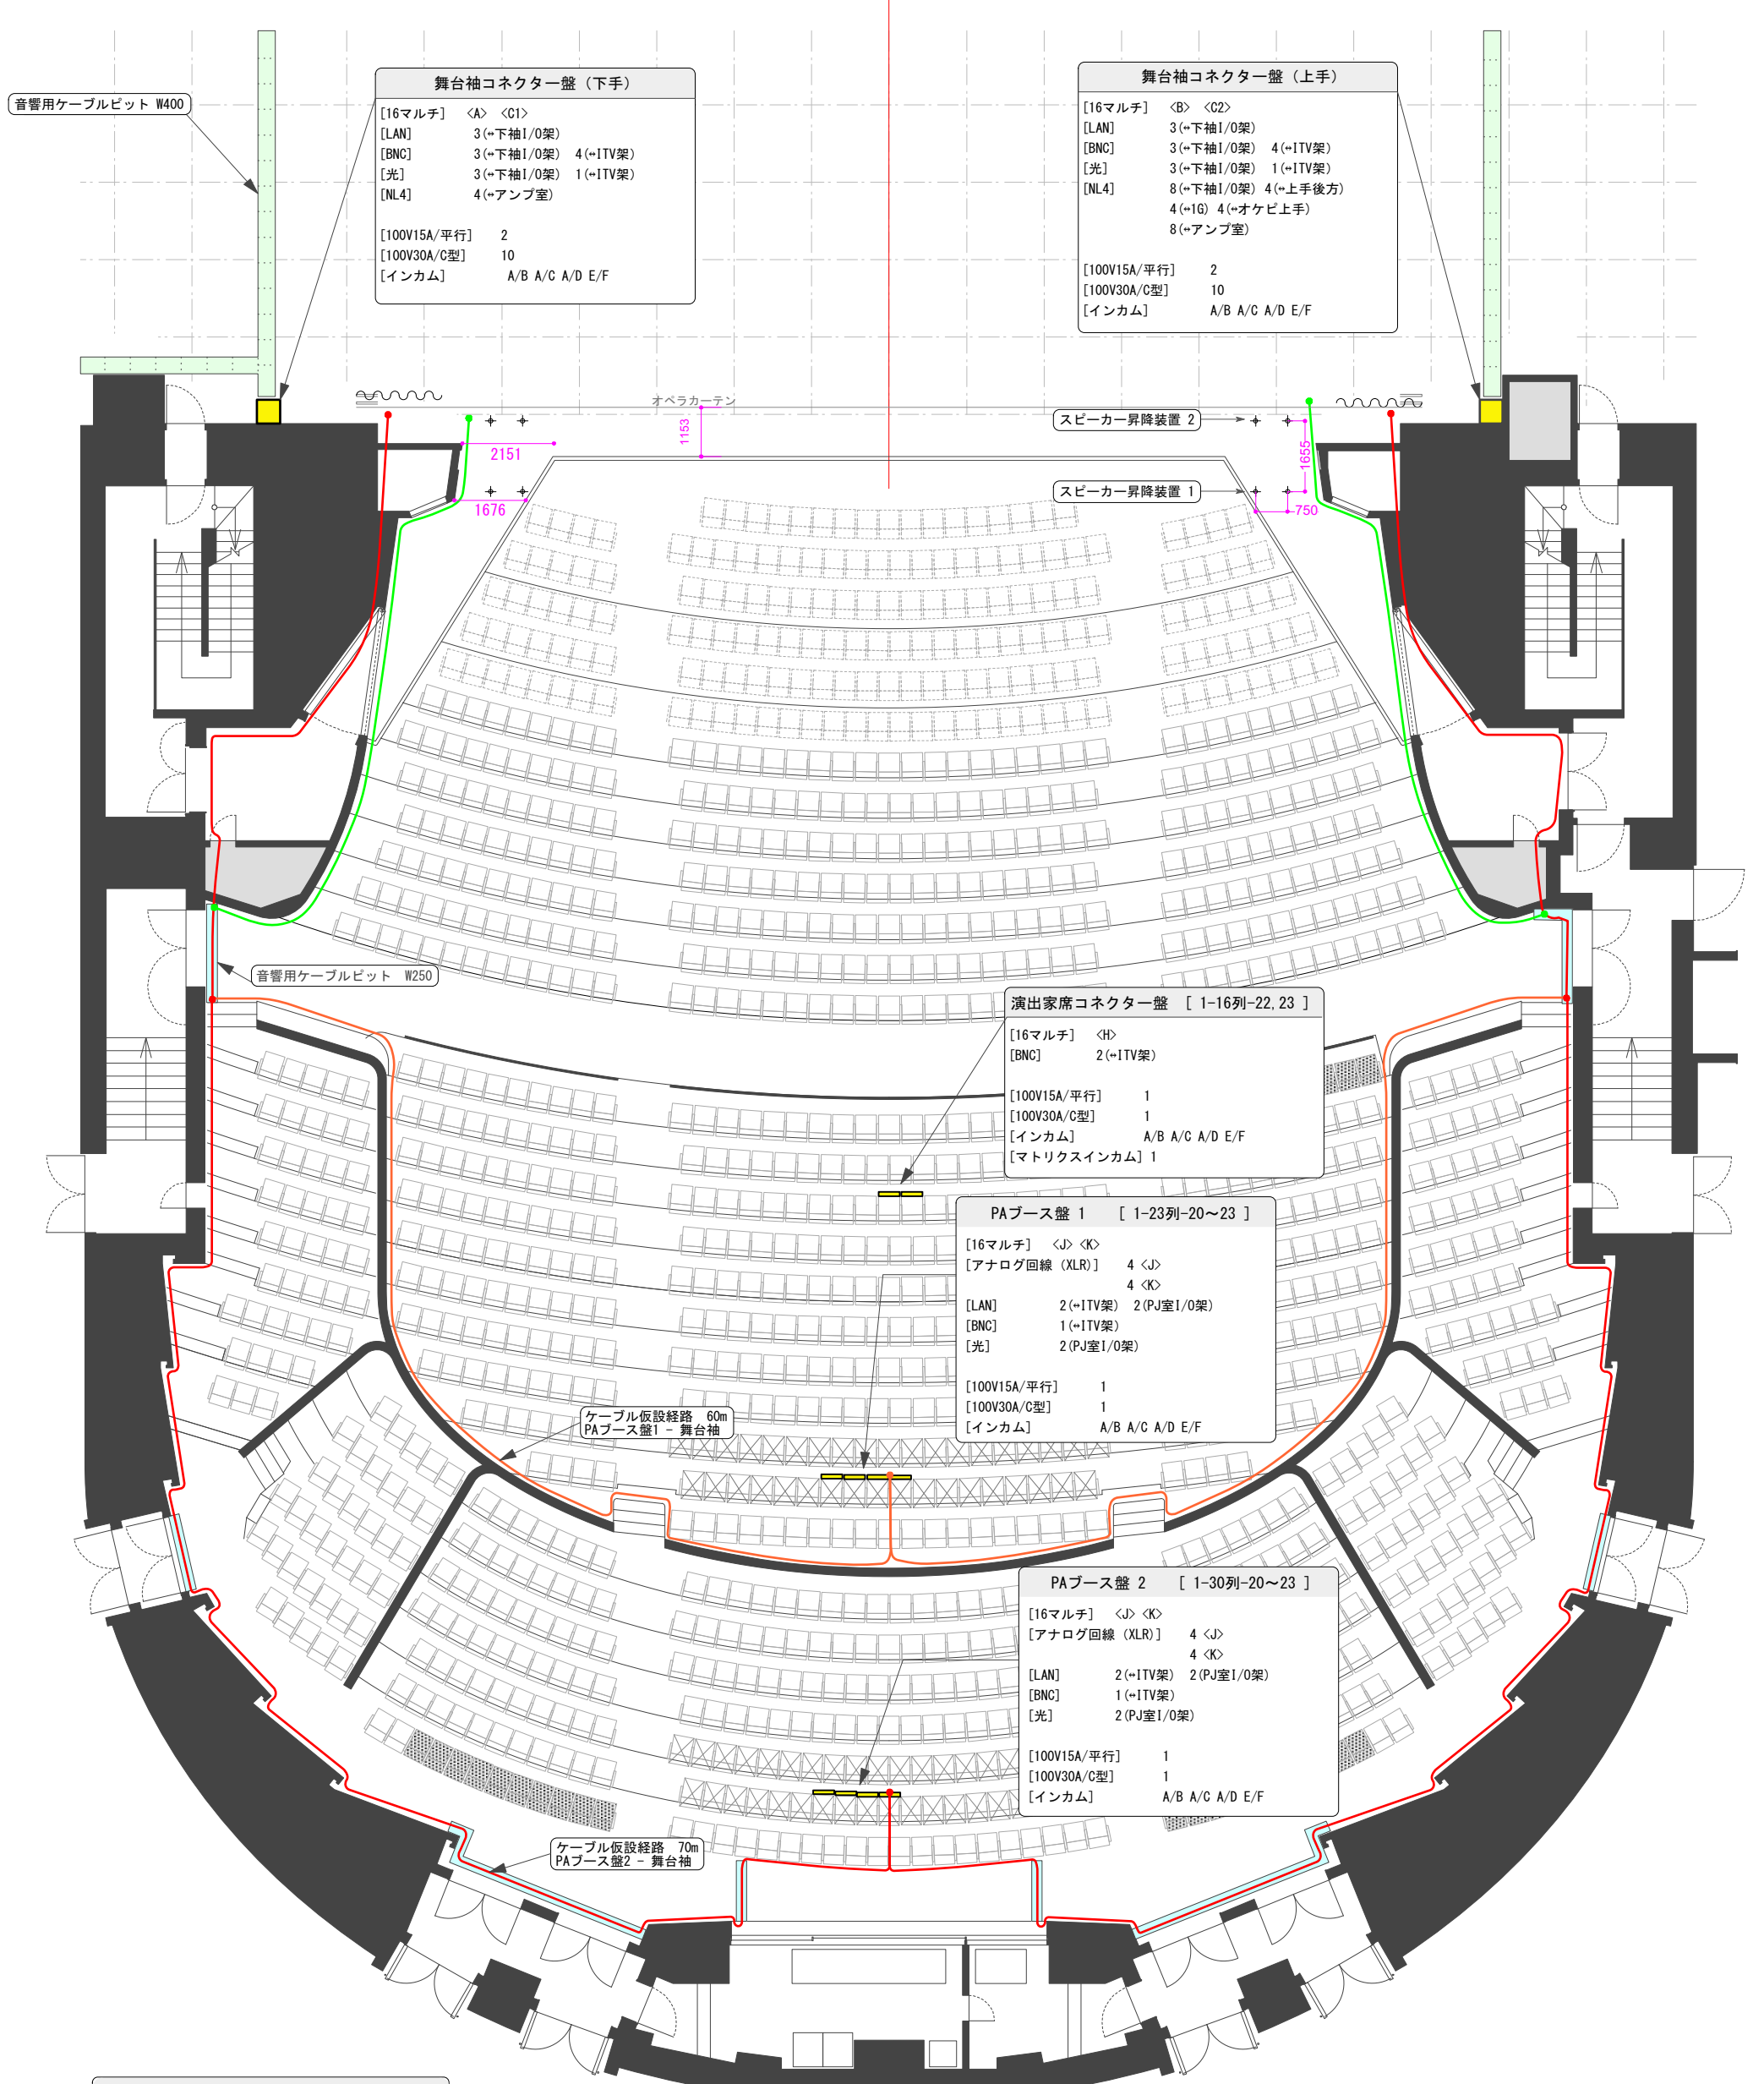 舞台袖コネクター盤（下手）
[16マルチ] <A> <C1>
[LAN] 3(↔下袖I/O架)
[BNC] 3(↔下袖I/O架) 4(↔ITV架)
[光] 3(↔下袖I/O架) 1(↔ITV架)
[NL4] 4(↔アンプ室)
[100V15A/平行] 2
[100V30A/C型] 10
[インカム] A/B A/C A/D E/F
舞台袖コネクター盤（上手）
[16マルチ] <B> <C2>
[LAN] 3(↔下袖I/O架)
[BNC] 3(↔下袖I/O架) 4(↔ITV架)
[光] 3(↔下袖I/O架) 1(↔ITV架)
[NL4] 8(↔下袖I/O架) 4(↔上手後方)
4(↔1G) 4(↔オケピ上手)
8(↔アンプ室)
[100V15A/平行] 2
[100V30A/C型] 10
[インカム] A/B A/C A/D E/F
音響用ケーブルピット W400
オペラカーテン
1153
2151
1676
スピーカー昇降装置 2
スピーカー昇降装置 1
1655
750
音響用ケーブルピット W250
演出家席コネクター盤 [ 1-16列-22,23 ]
[16マルチ] <H>
[BNC] 2(↔ITV架)
[100V15A/平行] 1
[100V30A/C型] 1
[インカム] A/B A/C A/D E/F
[マトリクスインカム] 1
PAブース盤 1 [ 1-23列-20～23 ]
[16マルチ] <J> <K>
[アナログ回線（XLR)] 4 <J>
4 <K>
[LAN] 2(↔ITV架) 2(PJ室I/O架)
[BNC] 1(↔ITV架)
[光] 2(PJ室I/O架)
[100V15A/平行] 1
[100V30A/C型] 1
[インカム] A/B A/C A/D E/F
ケーブル仮設経路 60m
PAブース盤1 - 舞台袖
PAブース盤 2 [ 1-30列-20～23 ]
[16マルチ] <J> <K>
[アナログ回線（XLR)] 4 <J>
4 <K>
[LAN] 2(↔ITV架) 2(PJ室I/O架)
[BNC] 1(↔ITV架)
[光] 2(PJ室I/O架)
[100V15A/平行] 1
[100V30A/C型] 1
[インカム] A/B A/C A/D E/F
ケーブル仮設経路 70m
PAブース盤2 - 舞台袖